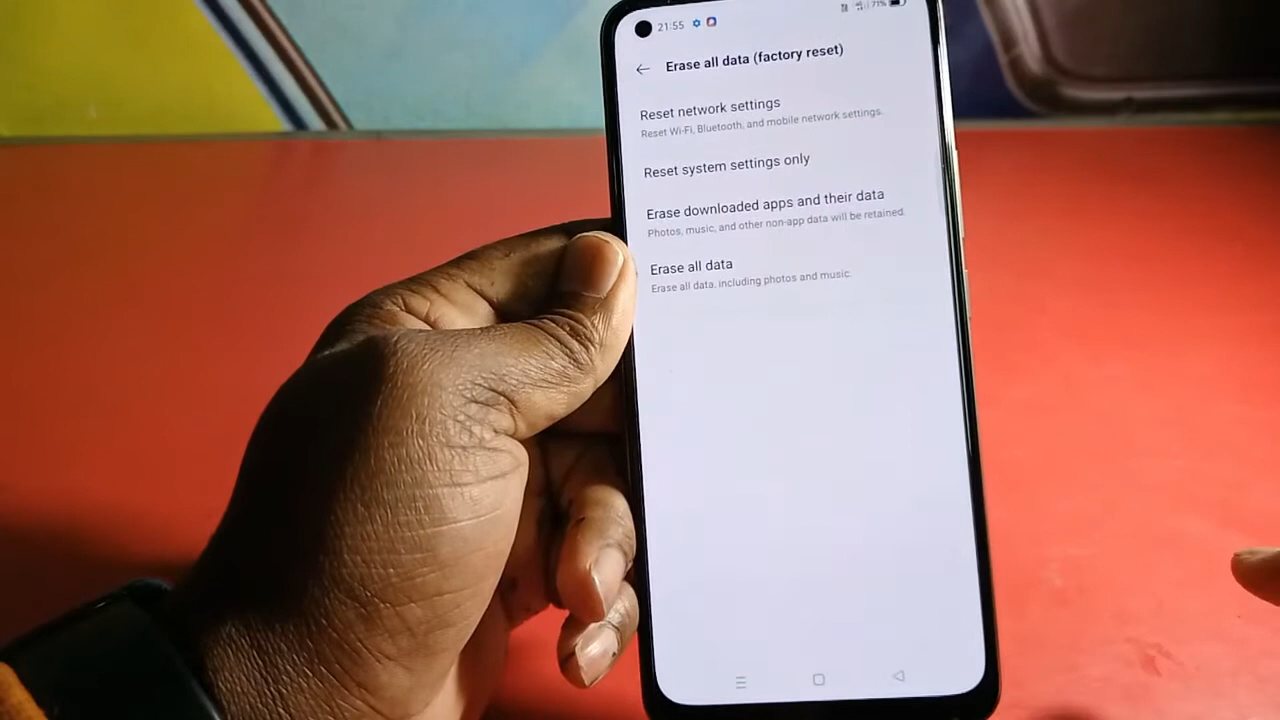 21:55
71%
Erase all data (factory reset)
Reset network settings
Reset Wi-Fi, Bluetooth, and mobile network settings.
Reset system settings only
Erase downloaded apps and their data
Photos, music, and other non-app data will be retained.
Erase all data
Erase all data, including photos and music.